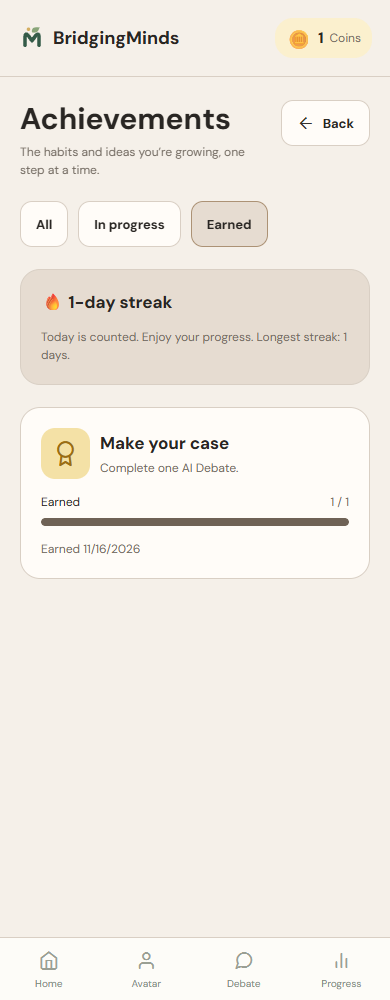 BridgingMinds
1 Coins
Achievements
Back
The habits and ideas you’re growing, one
step at a time.
All
In progress
Earned
1-day streak
Today is counted. Enjoy your progress. Longest streak: 1
days.
Make your case
Complete one AI Debate.
Earned
1 / 1
Earned 11/16/2026
Home
Avatar
Debate
Progress